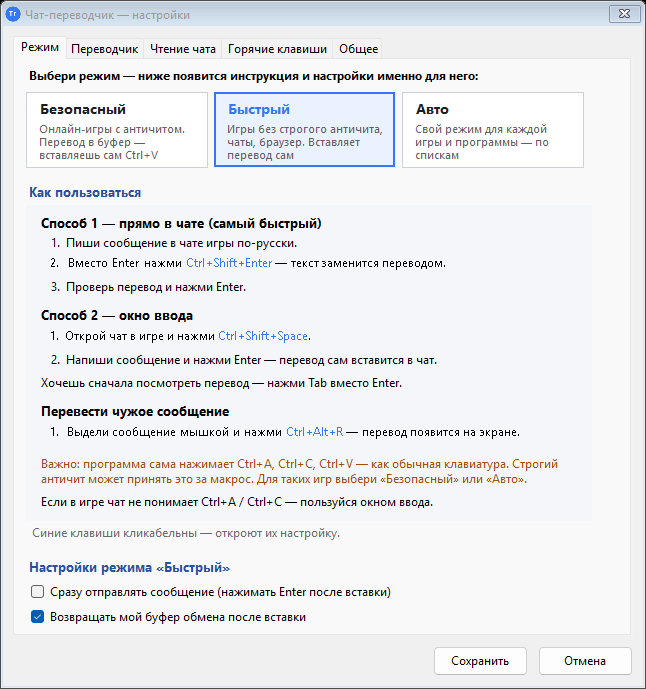 Tr Чат-переводчик — настройки
Режим Переводчик Чтение чата Горячие клавиши Общее
Выбери режим — ниже появится инструкция и настройки именно для него:
Безопасный
Онлайн-игры с античитом.
Перевод в буфер —
вставляешь сам Ctrl+V
Быстрый
Игры без строгого античита,
чаты, браузер. Вставляет
перевод сам
Авто
Свой режим для каждой
игры и программы — по
спискам
Как пользоваться
Способ 1 — прямо в чате (самый быстрый)
1. Пиши сообщение в чате игры по-русски.
2. Вместо Enter нажми Ctrl+Shift+Enter — текст заменится переводом.
3. Проверь перевод и нажми Enter.
Способ 2 — окно ввода
1. Открой чат в игре и нажми Ctrl+Shift+Space.
2. Напиши сообщение и нажми Enter — перевод сам вставится в чат.
Хочешь сначала посмотреть перевод — нажми Tab вместо Enter.
Перевести чужое сообщение
1. Выдели сообщение мышкой и нажми Ctrl+Alt+R — перевод появится на экране.
Важно: программа сама нажимает Ctrl+A, Ctrl+C, Ctrl+V — как обычная клавиатура. Строгий
античит может принять это за макрос. Для таких игр выбери «Безопасный» или «Авто».
Если в игре чат не понимает Ctrl+A / Ctrl+C — пользуйся окном ввода.
Синие клавиши кликабельны — откроют их настройку.
Настройки режима «Быстрый»
Сразу отправлять сообщение (нажимать Enter после вставки)
Возвращать мой буфер обмена после вставки
Сохранить Отмена